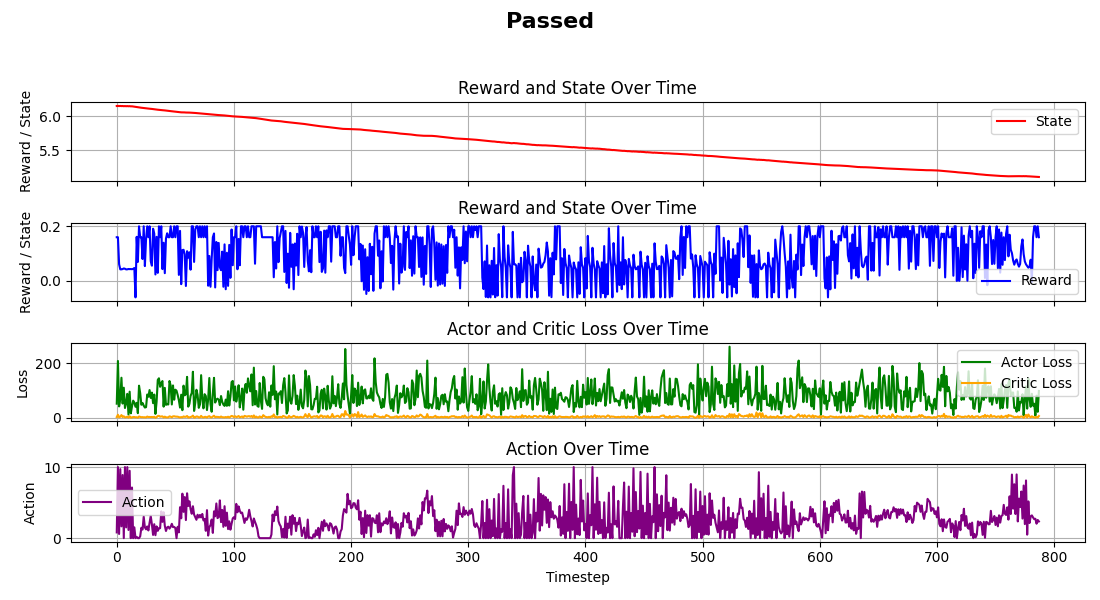 Passed
Reward and State Over Time
Reward / State
6.0
5.5
State
Reward and State Over Time
Reward / State
0.2
0.0
Reward
Actor and Critic Loss Over Time
Loss
200
0
Actor Loss
Critic Loss
Action Over Time
Action
10
0
Action
0 100 200 300 400 500 600 700 800
Timestep